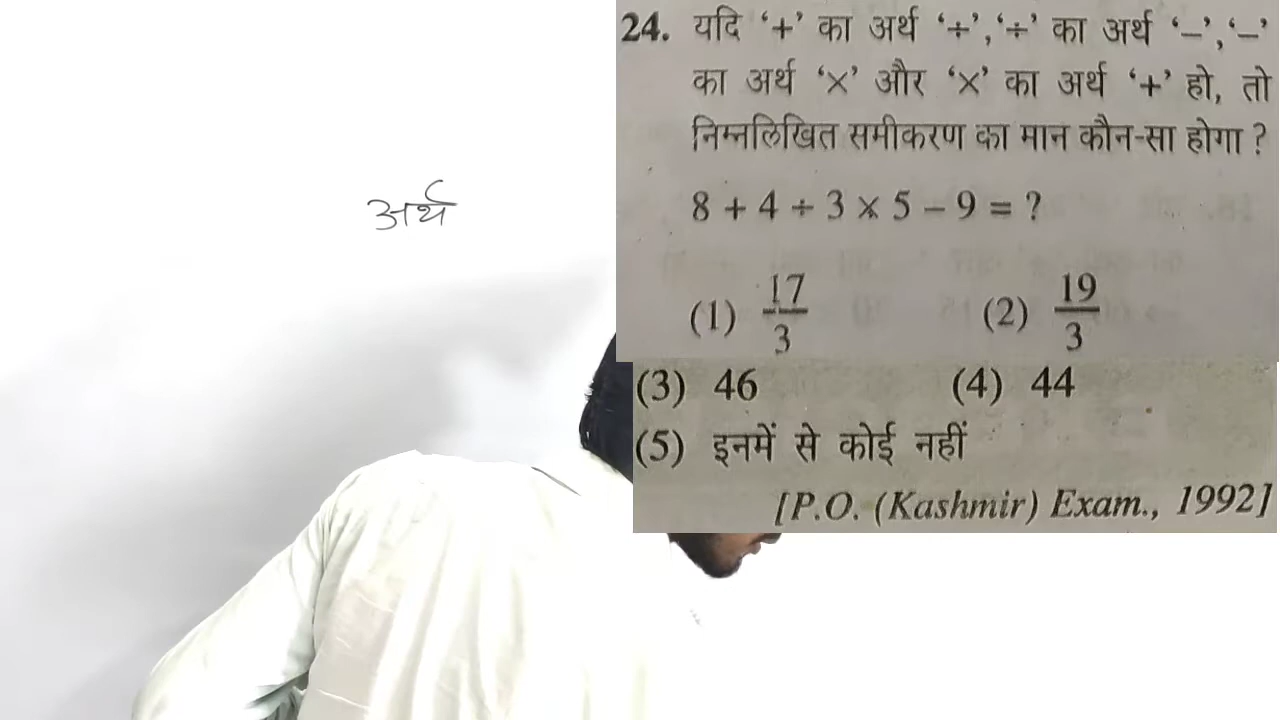 अर्थ
24. यदि ‘+’ का अर्थ ‘÷’,‘÷’ का अर्थ ‘–’,‘–’
का अर्थ ‘×’ और ‘×’ का अर्थ ‘+’ हो, तो
निम्नलिखित समीकरण का मान कौन-सा होगा ?
8 + 4 ÷ 3 × 5 – 9 = ?
(1) 17/3 (2) 19/3
(3) 46 (4) 44
(5) इनमें से कोई नहीं
[P.O. (Kashmir) Exam., 1992]